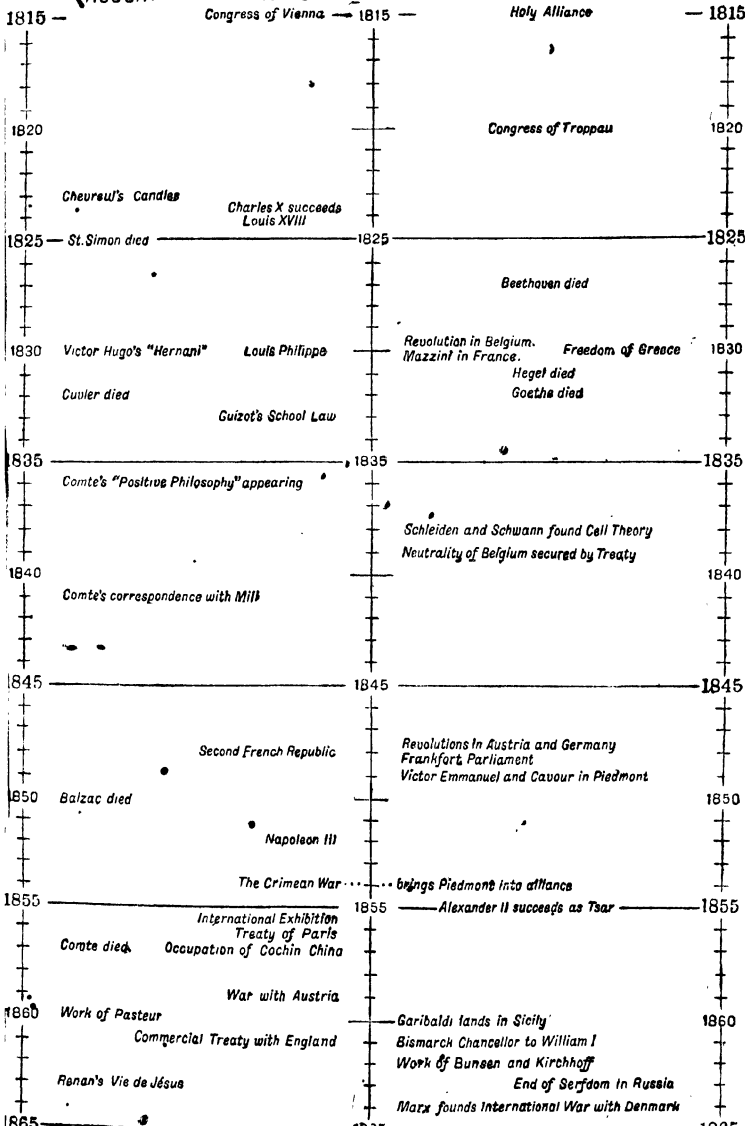 1815 Congress of Vienna 1815 Holy Alliance 1815
1820 Congress of Troppau 1820
Chevreul's Candles
Charles X succeeds
Louis XVIII
1825 St. Simon died 1825 1825
Beethoven died
1830 Victor Hugo's "Hernani" Louis Philippe Revolution in Belgium. Freedom of Greece 1830
Mazzini in France.
Hegel died
Cuvier died Goethe died
Guizot's School Law
1835 1835 1835
Comte's "Positive Philosophy" appearing
Schleiden and Schwann found Cell Theory
Neutrality of Belgium secured by Treaty
1840 1840
Comte's correspondence with Mill
1845 1845 1845
Second French Republic Revolutions in Austria and Germany
Frankfort Parliament
Victor Emmanuel and Cavour in Piedmont
1850 Balzac died 1850
Napoleon III
The Crimean War brings Piedmont into alliance
1855 1855 Alexander II succeeds as Tsar 1855
International Exhibition
Treaty of Paris
Comte died Occupation of Cochin China
War with Austria
1860 Work of Pasteur Garibaldi lands in Sicily 1860
Commercial Treaty with England Bismarck Chancellor to William I
Work of Bunsen and Kirchhoff
Renan's Vie de Jésus End of Serfdom in Russia
Marx founds International War with Denmark
1865